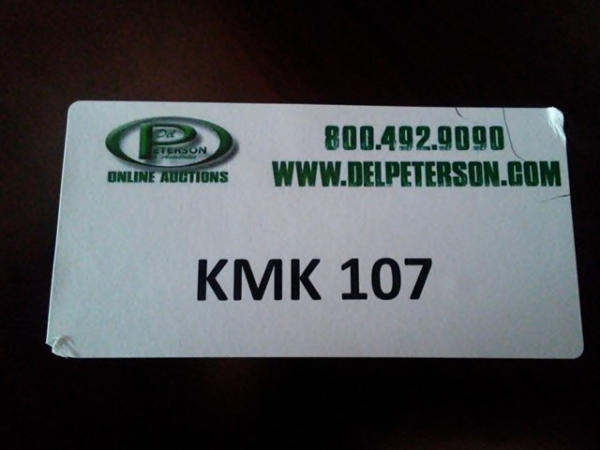 Del
PETERSON
ONLINE AUCTIONS
800.492.9090
WWW.DELPETERSON.COM
KMK 107